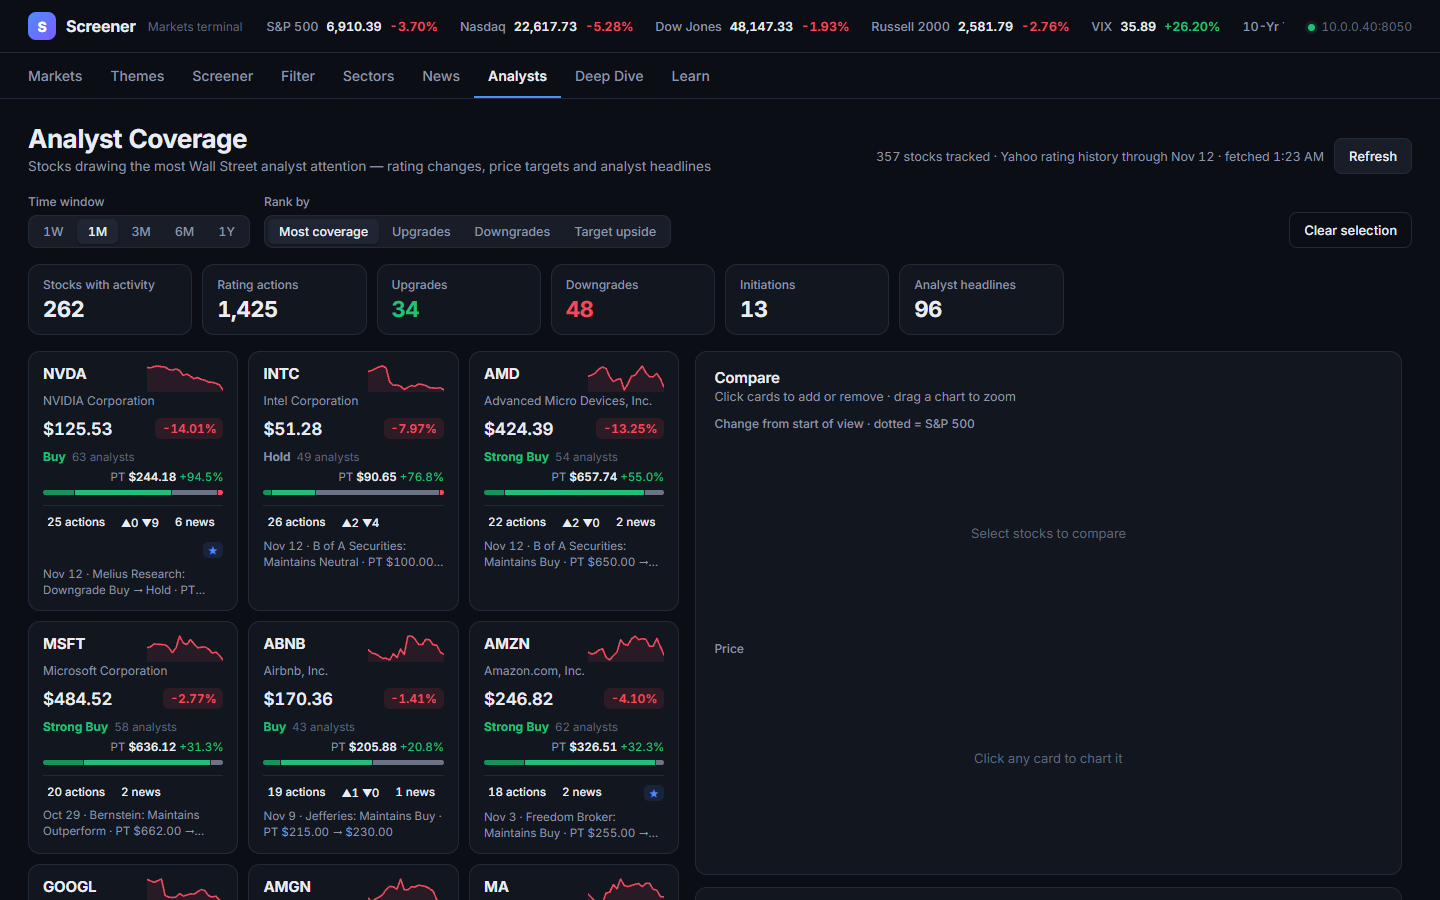 S Screener Markets terminal S&P 500 6,910.39 -3.70% Nasdaq 22,617.73 -5.28% Dow Jones 48,147.33 -1.93% Russell 2000 2,581.79 -2.76% VIX 35.89 +26.20% 10-Yr 10.0.0.40:8050
Markets Themes Screener Filter Sectors News Analysts Deep Dive Learn
Analyst Coverage
Stocks drawing the most Wall Street analyst attention — rating changes, price targets and analyst headlines
357 stocks tracked · Yahoo rating history through Nov 12 · fetched 1:23 AM Refresh
Time window Rank by
1W 1M 3M 6M 1Y Most coverage Upgrades Downgrades Target upside Clear selection
Stocks with activity Rating actions Upgrades Downgrades Initiations Analyst headlines
262 1,425 34 48 13 96
NVDA
NVIDIA Corporation
$125.53 -14.01%
Buy 63 analysts
PT $244.18 +94.5%
25 actions ▲0 ▼9 6 news
★
Nov 12 · Melius Research:
Downgrade Buy → Hold · PT...
INTC
Intel Corporation
$51.28 -7.97%
Hold 49 analysts
PT $90.65 +76.8%
26 actions ▲2 ▼4
Nov 12 · B of A Securities:
Maintains Neutral · PT $100.00...
AMD
Advanced Micro Devices, Inc.
$424.39 -13.25%
Strong Buy 54 analysts
PT $657.74 +55.0%
22 actions ▲2 ▼0 2 news
Nov 12 · B of A Securities:
Maintains Buy · PT $650.00 →...
Compare
Click cards to add or remove · drag a chart to zoom
Change from start of view · dotted = S&P 500
Select stocks to compare
Price
Click any card to chart it
MSFT
Microsoft Corporation
$484.52 -2.77%
Strong Buy 58 analysts
PT $636.12 +31.3%
20 actions 2 news
Oct 29 · Bernstein: Maintains
Outperform · PT $662.00 →...
ABNB
Airbnb, Inc.
$170.36 -1.41%
Buy 43 analysts
PT $205.88 +20.8%
19 actions ▲1 ▼0 1 news
Nov 9 · Jefferies: Maintains Buy ·
PT $215.00 → $230.00
AMZN
Amazon.com, Inc.
$246.82 -4.10%
Strong Buy 62 analysts
PT $326.51 +32.3%
18 actions 2 news ★
Nov 3 · Freedom Broker:
Maintains Buy · PT $255.00 →...
GOOGL AMGN MA